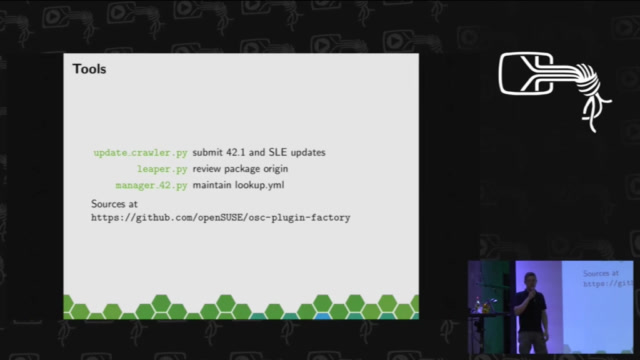 Tools
update_crawler.py submit 42.1 and SLE updates
leaper.py review package origin
manager_42.py maintain lookup.yml
Sources at
https://github.com/openSUSE/osc-plugin-factory
Sources at
https://git